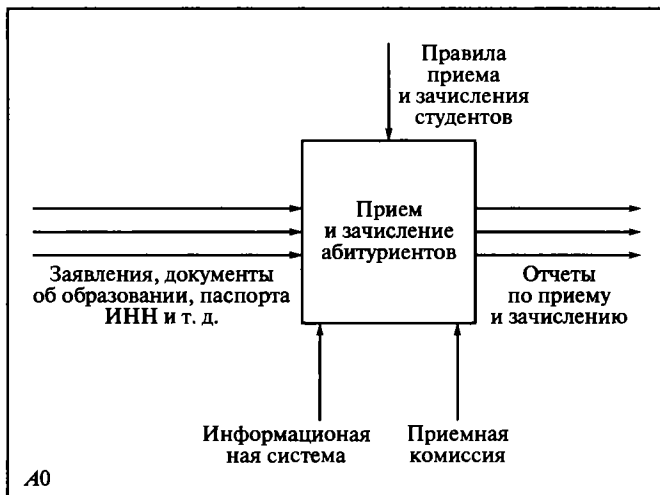 Правила
приема
и зачисления
студентов
Прием
и зачисление
абитуриентов
Заявления, документы
об образовании, паспорта
ИНН и т. д.
Отчеты
по приему
и зачислению
Информационая
ная система
Приемная
комиссия
A0